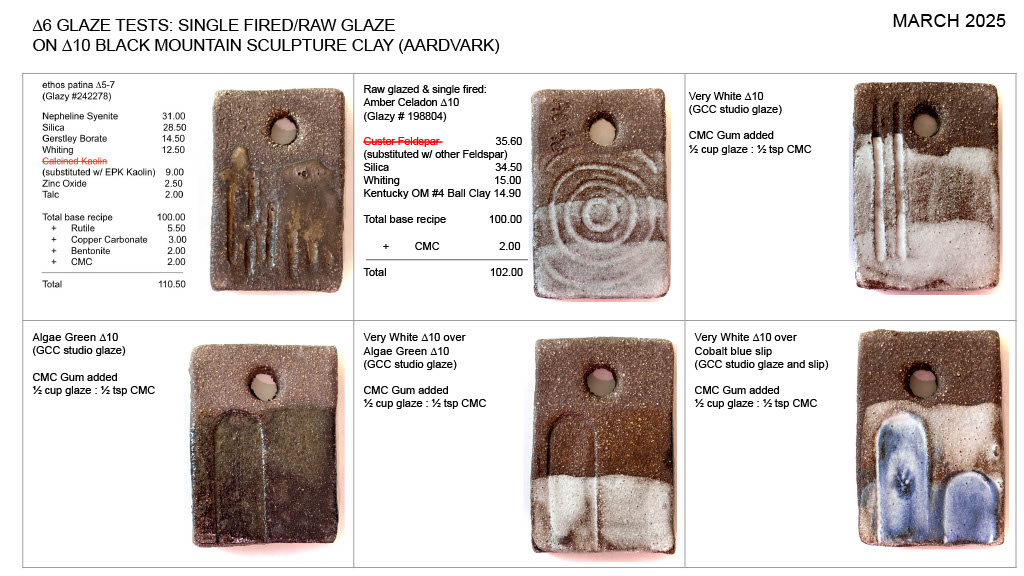 ∆6 GLAZE TESTS: SINGLE FIRED/RAW GLAZE
ON ∆10 BLACK MOUNTAIN SCULPTURE CLAY (AARDVARK)
MARCH 2025
ethos patina ∆5-7
(Glazy #242278)
Nepheline Syenite 31.00
Silica 28.50
Gerstley Borate 14.50
Whiting 12.50
Calcined Kaolin
(substituted w/ EPK Kaolin) 9.00
Zinc Oxide 2.50
Talc 2.00
Total base recipe 100.00
+ Rutile 5.50
+ Copper Carbonate 3.00
+ Bentonite 2.00
+ CMC 2.00
Total 110.50
Raw glazed & single fired:
Amber Celadon ∆10
(Glazy # 198804)
Custer Feldspar 35.60
(substituted w/ other Feldspar)
Silica 34.50
Whiting 15.00
Kentucky OM #4 Ball Clay 14.90
Total base recipe 100.00
+ CMC 2.00
Total 102.00
Very White ∆10
(GCC studio glaze)
CMC Gum added
½ cup glaze : ½ tsp CMC
Algae Green ∆10
(GCC studio glaze)
CMC Gum added
½ cup glaze : ½ tsp CMC
Very White ∆10 over
Algae Green ∆10
(GCC studio glaze)
CMC Gum added
½ cup glaze : ½ tsp CMC
Very White ∆10 over
Cobalt blue slip
(GCC studio glaze and slip)
CMC Gum added
½ cup glaze : ½ tsp CMC